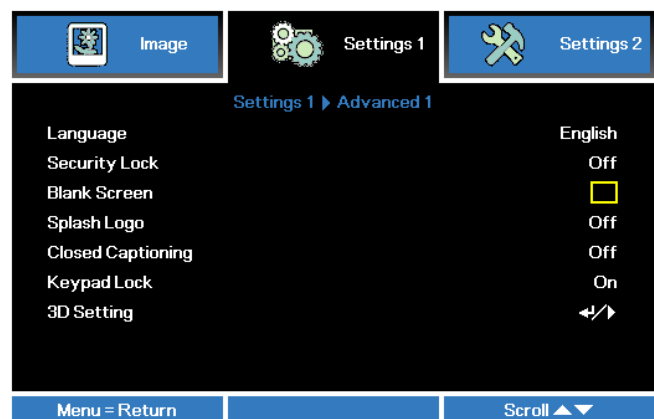 Image Settings 1 Settings 2
Settings 1 Advanced 1
Language English
Security Lock Off
Blank Screen
Splash Logo Off
Closed Captioning Off
Keypad Lock On
3D Setting
Menu = Return Scroll